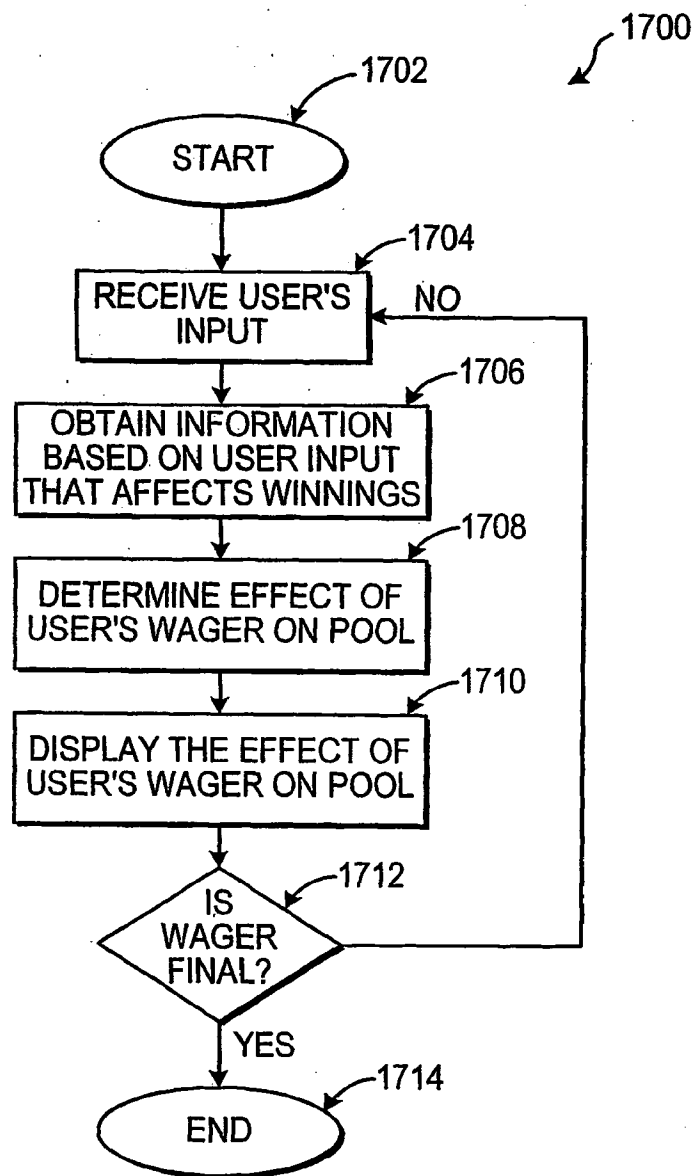 1700
1702
START
1704
RECEIVE USER'S
INPUT
NO
1706
OBTAIN INFORMATION
BASED ON USER INPUT
THAT AFFECTS WINNINGS
1708
DETERMINE EFFECT OF
USER'S WAGER ON POOL
1710
DISPLAY THE EFFECT OF
USER'S WAGER ON POOL
1712
IS
WAGER
FINAL?
YES
1714
END